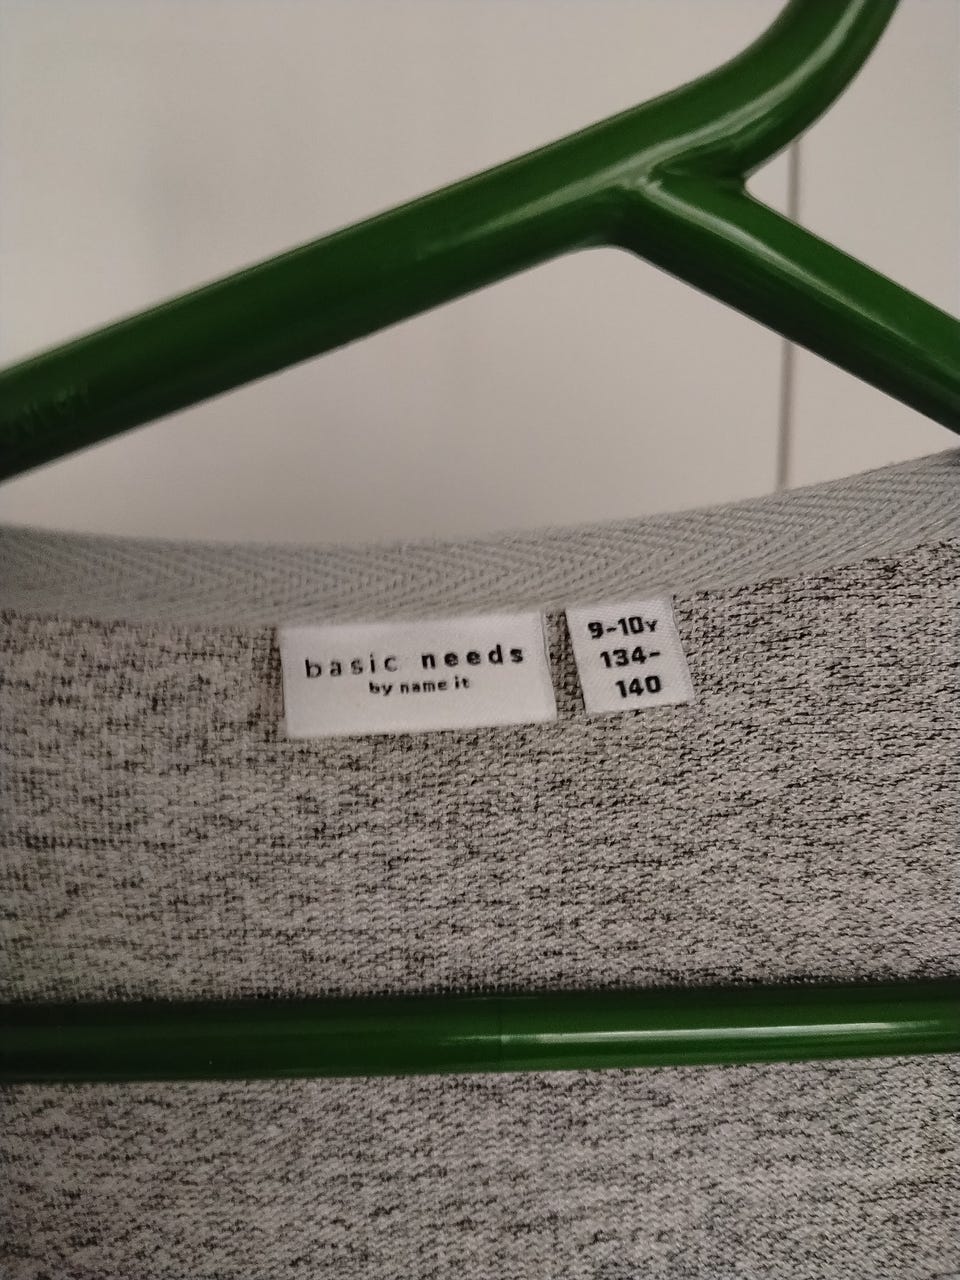 basic needs
by name it
9-10Y
134-
140